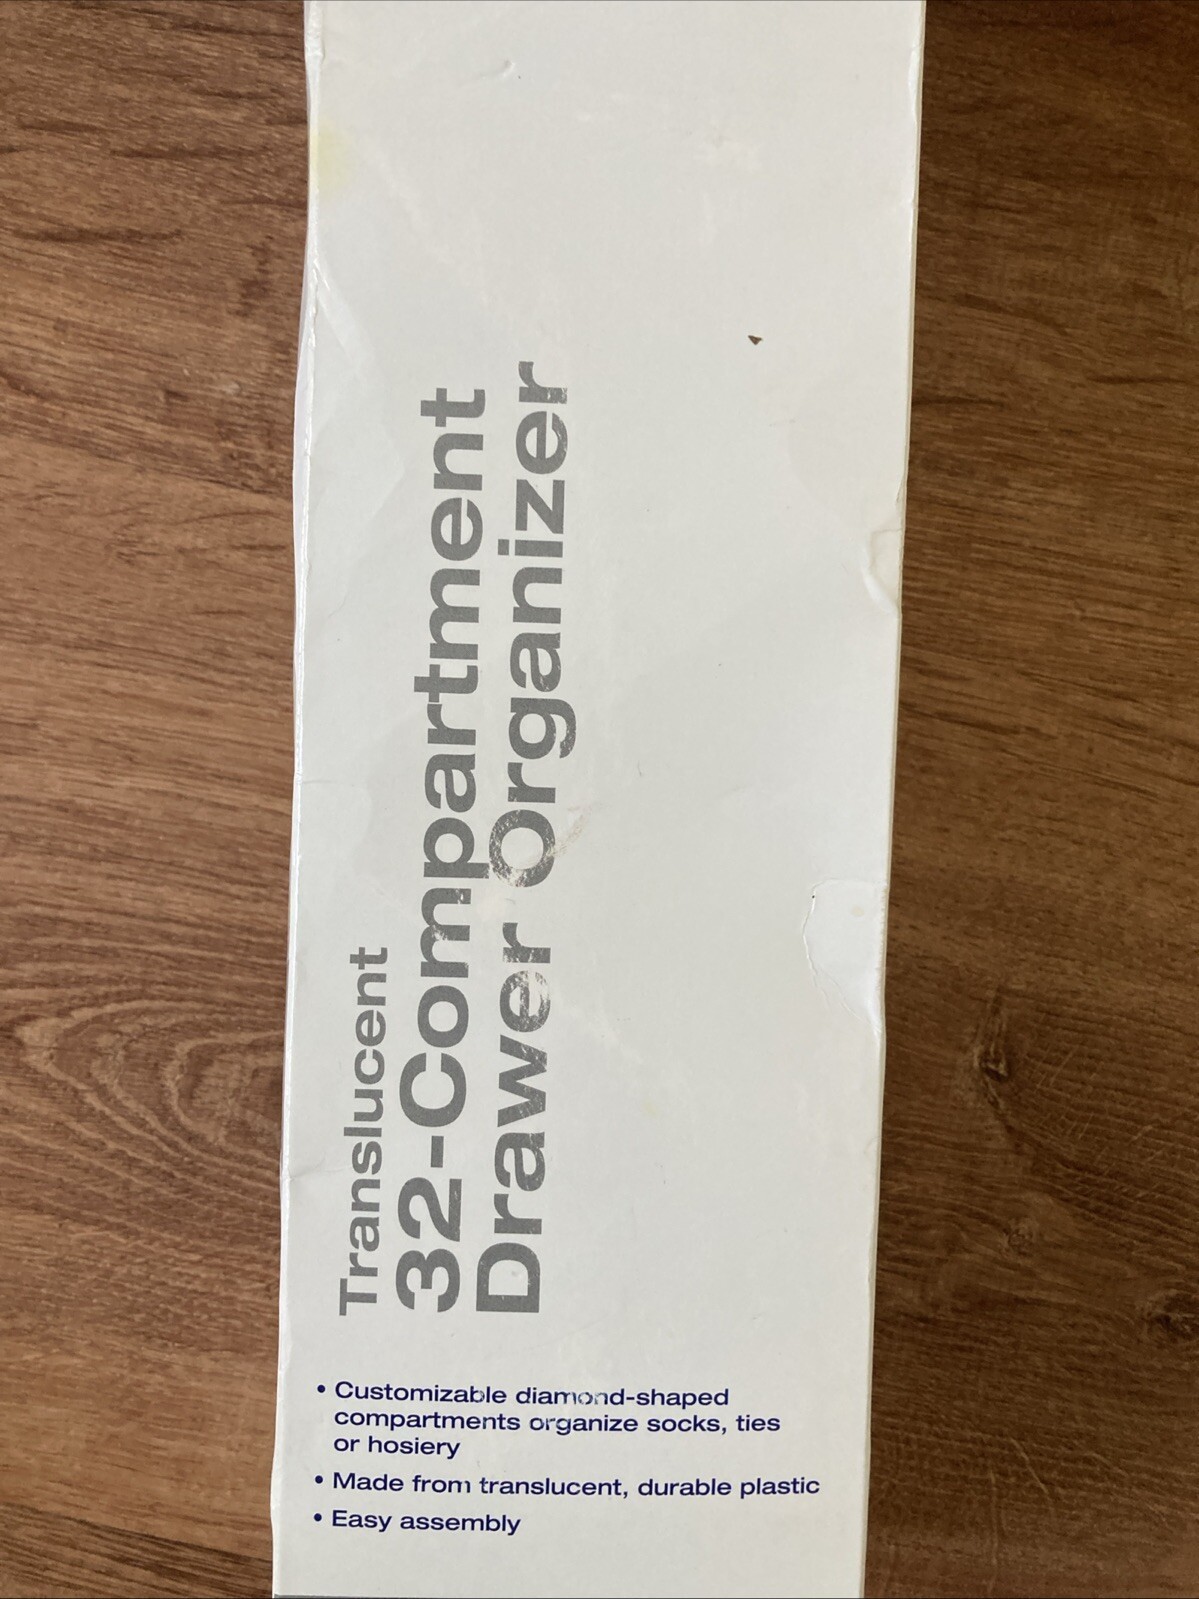 Translucent
32-Compartment
Drawer Organizer
• Customizable diamond-shaped
compartments organize socks, ties
or hosiery
• Made from translucent, durable plastic
• Easy assembly